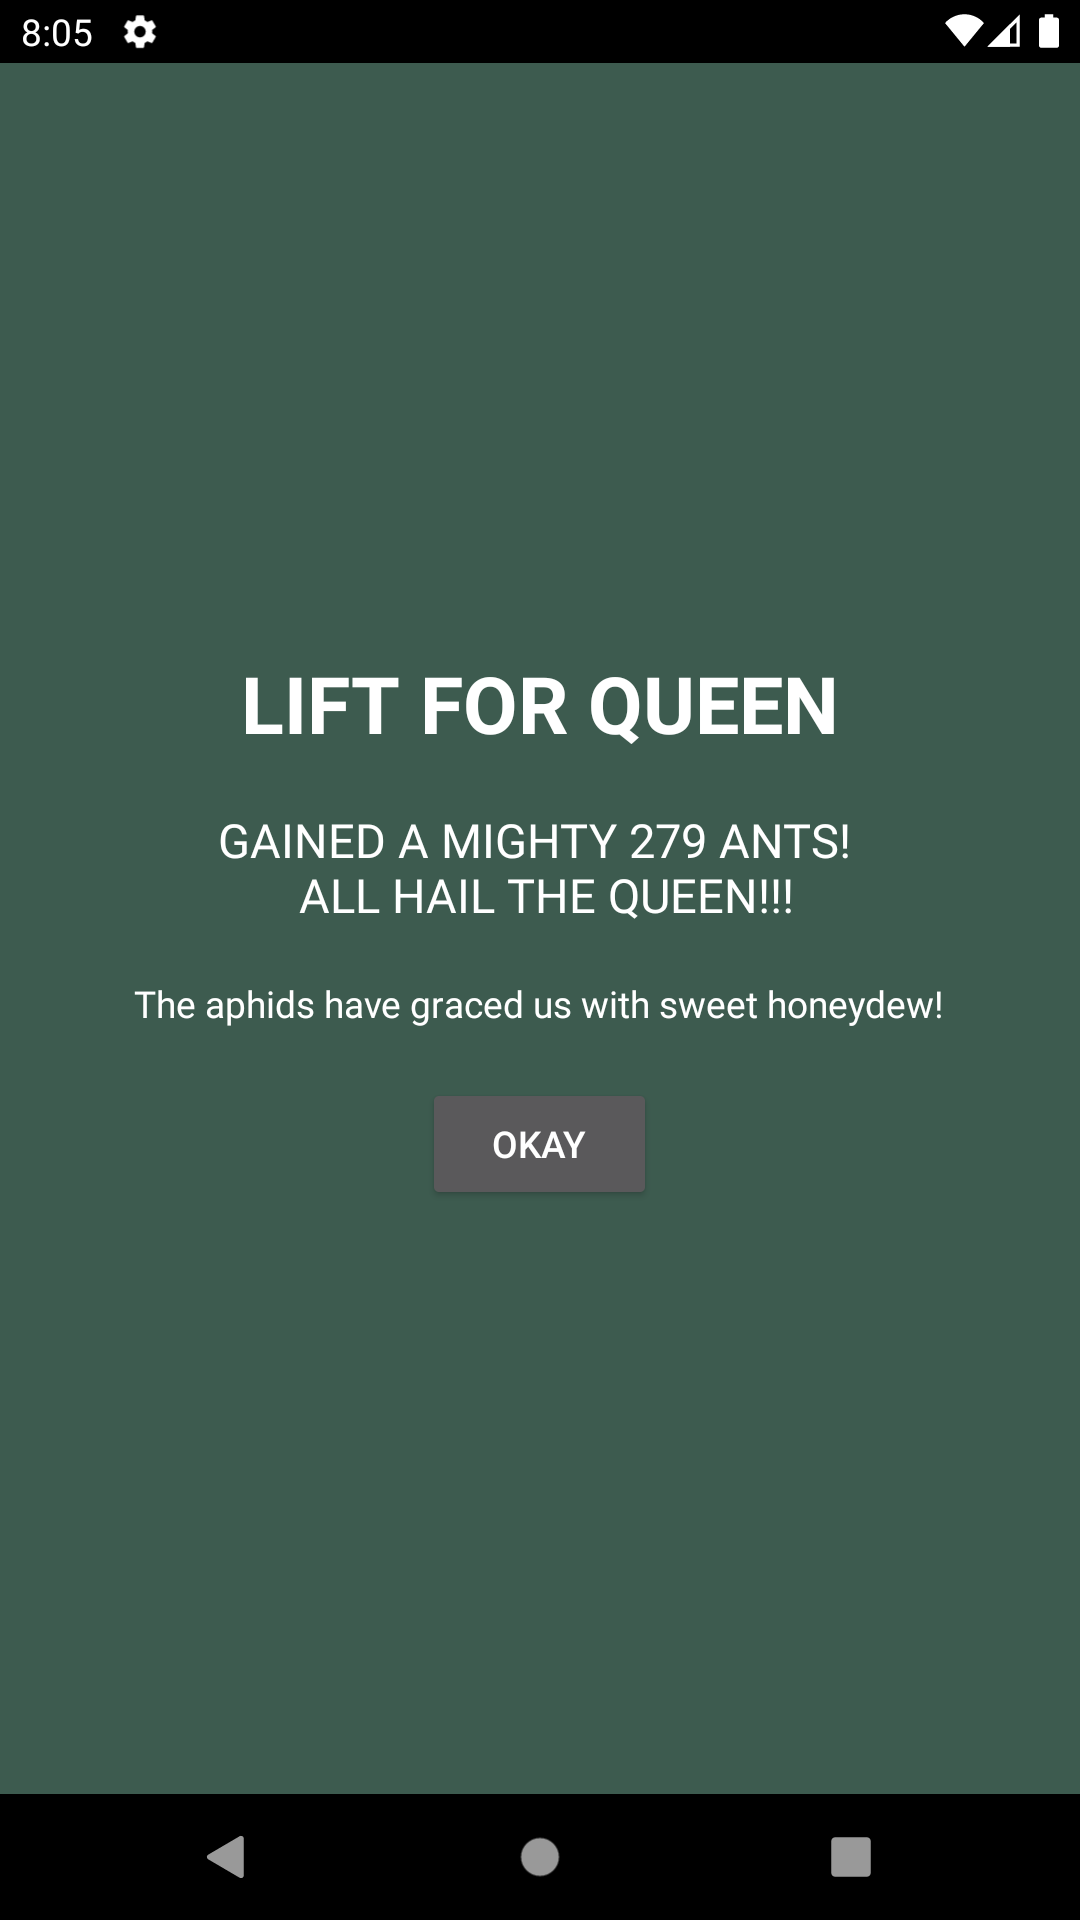 8:05
LIFT FOR QUEEN
GAINED A MIGHTY 279 ANTS!
ALL HAIL THE QUEEN!!!
The aphids have graced us with sweet honeydew!
OKAY